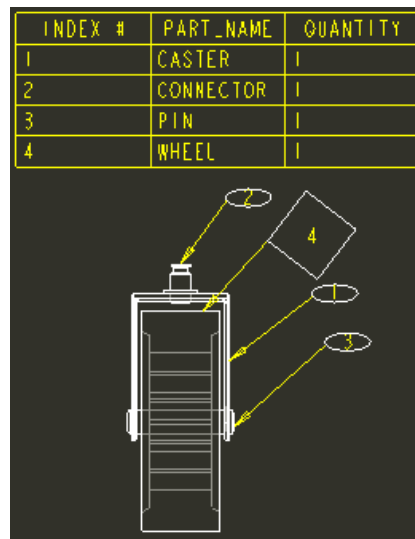 INDEX # PART_NAME QUANTITY
1 CASTER 1
2 CONNECTOR 1
3 PIN 1
4 WHEEL 1
2
4
1
3